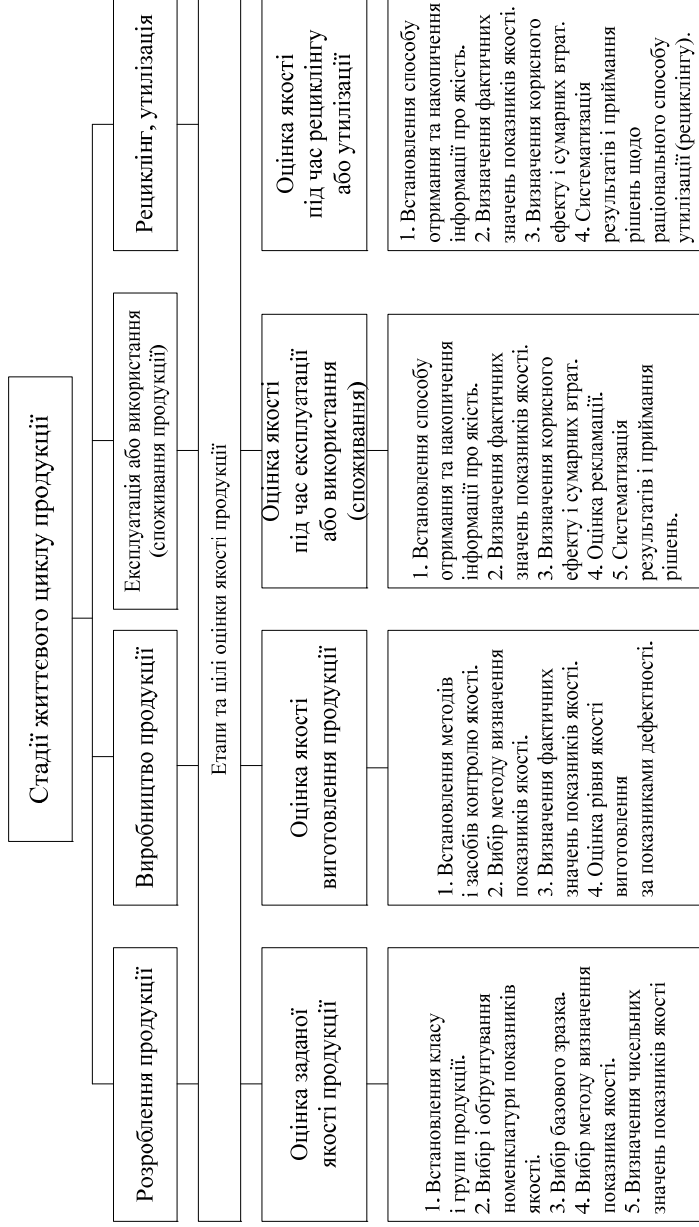 Стадії життєвого циклу продукції
Розроблення продукції
Виробництво продукції
Експлуатація або використання
(споживання продукції)
Рециклінг, утилізація
Етапи та цілі оцінки якості продукції
Оцінка заданої
якості продукції
Оцінка якості
виготовлення продукції
Оцінка якості
під час експлуатації
або використання
(споживання)
Оцінка якості
під час рециклінгу
або утилізації
1. Встановлення класу
і групи продукції.
2. Вибір і обґрунтування
номенклатури показників
якості.
3. Вибір базового зразка.
4. Вибір методу визначення
показника якості.
5. Визначення чисельних
значень показників якості
1. Встановлення методів
і засобів контролю якості.
2. Вибір методу визначення
показників якості.
3. Визначення фактичних
значень показників якості.
4. Оцінка рівня якості
виготовлення
за показниками дефектності.
1. Встановлення способу
отримання та накопичення
інформації про якість.
2. Визначення фактичних
значень показників якості.
3. Визначення корисного
ефекту і сумарних втрат.
4. Оцінка рекламації.
5. Систематизація
результатів і приймання
рішень.
1. Встановлення способу
отримання та накопичення
інформації про якість.
2. Визначення фактичних
значень показників якості.
3. Визначення корисного
ефекту і сумарних втрат.
4. Систематизація
результатів і приймання
рішень щодо
раціонального способу
утилізації (рециклінгу).